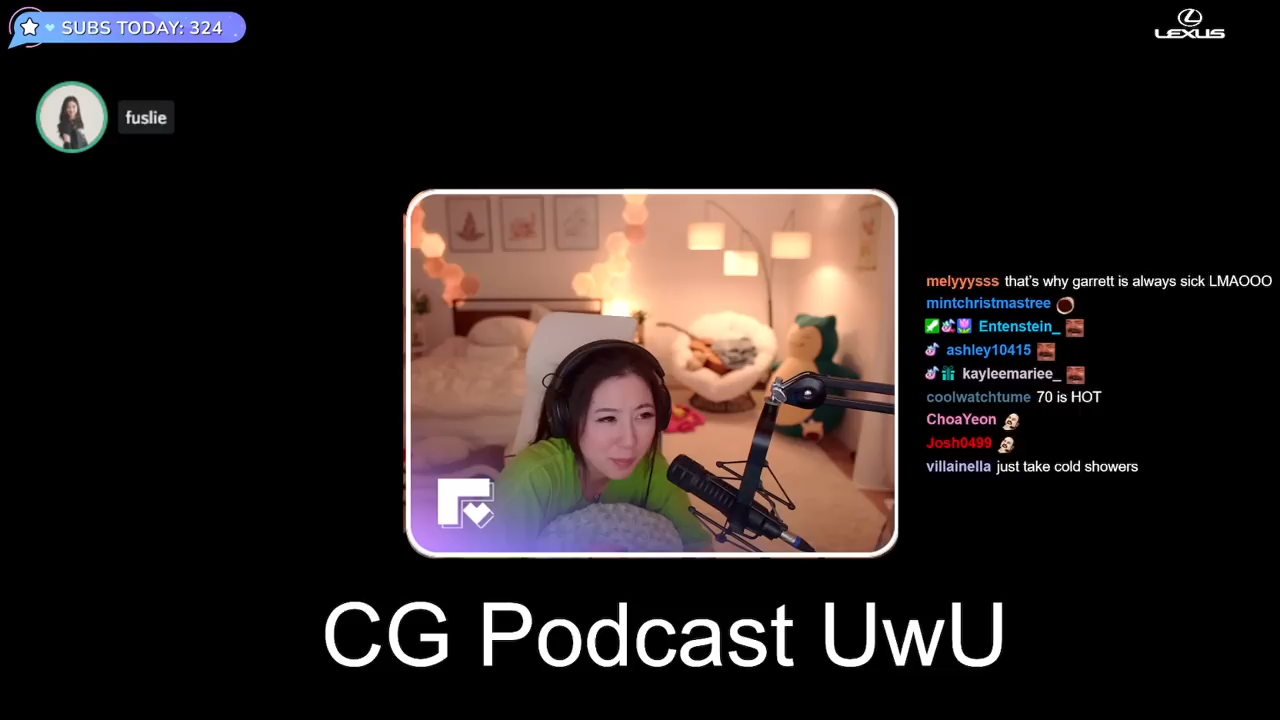 SUBS TODAY: 324
LEXUS
fuslie
melyyysss that's why garrett is always sick LMAOOO
mintchristmastree
Entenstein_
ashley10415
kayleemariee_
coolwatchtume 70 is HOT
ChoaYeon
Josh0499
villainella just take cold showers
CG Podcast UwU